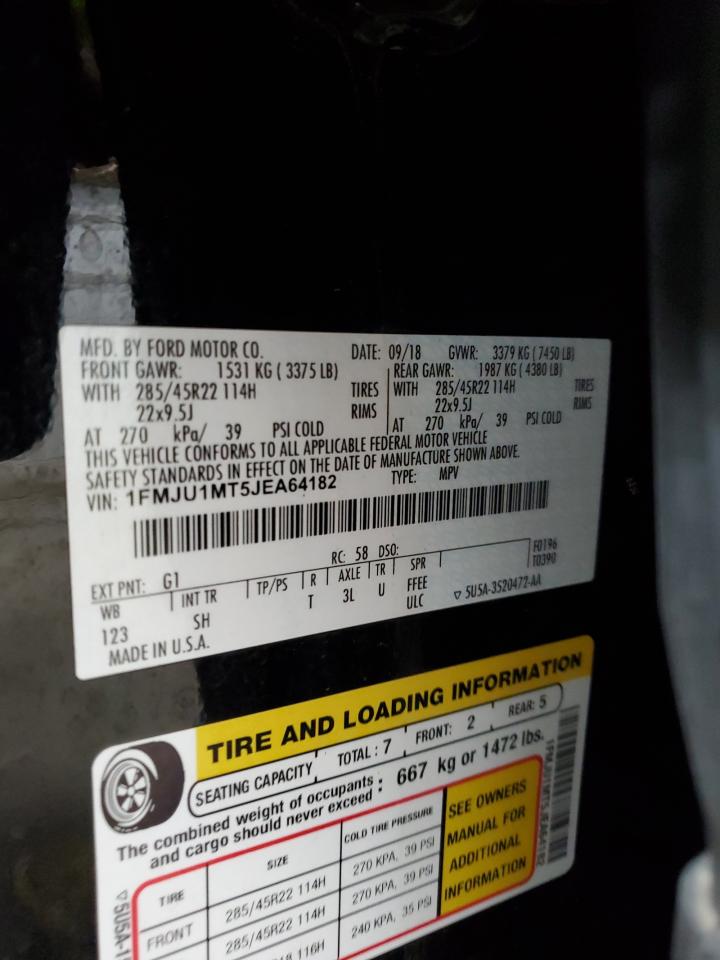 MFD. BY FORD MOTOR CO. DATE: 09/18 GVWR: 3379 KG ( 7450 LB)
FRONT GAWR: 1531 KG ( 3375 LB) REAR GAWR: 1987 KG ( 4380 LB)
WITH 285/45R22 114H TIRES WITH 285/45R22 114H TIRES
22x9.5J RIMS 22x9.5J RIMS
AT 270 kPa/ 39 PSI COLD AT 270 kPa/ 39 PSI COLD
THIS VEHICLE CONFORMS TO ALL APPLICABLE FEDERAL MOTOR VEHICLE
SAFETY STANDARDS IN EFFECT ON THE DATE OF MANUFACTURE SHOWN ABOVE.
VIN: 1FMJU1MT5JEA64182 TYPE: MPV
F0196
T0390
EXT PNT: G1 RC: 58 DSO:
WB INT TR TP/PS R AXLE TR SPR
123 SH T 3L U FFEE
ULC
MADE IN U.S.A. ▽ 5U5A-3S20472-AA
TIRE AND LOADING INFORMATION
SEATING CAPACITY TOTAL: 7 FRONT: 2 REAR: 5
The combined weight of occupants
and cargo should never exceed : 667 kg or 1472 lbs.
TIRE SIZE COLD TIRE PRESSURE
FRONT 285/45R22 114H 270 KPA, 39 PSI
285/45R22 114H 270 KPA, 39 PSI
116H 240 KPA, 35 PSI
SEE OWNERS
MANUAL FOR
ADDITIONAL
INFORMATION
1FMJU1MT5JEA64182
▽5U5A-1